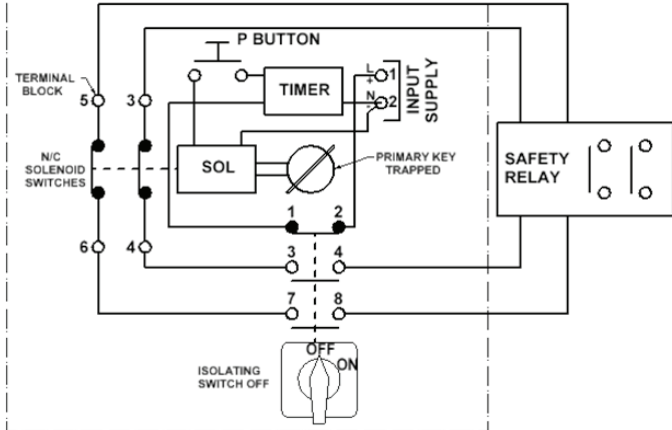 P BUTTON
TERMINAL
BLOCK
5
3
TIMER
L
+
1
N
-
2
INPUT
SUPPLY
N/C
SOLENOID
SWITCHES
SOL
PRIMARY KEY
TRAPPED
SAFETY
RELAY
1
2
6
4
3
4
7
8
OFF
ON
ISOLATING
SWITCH OFF